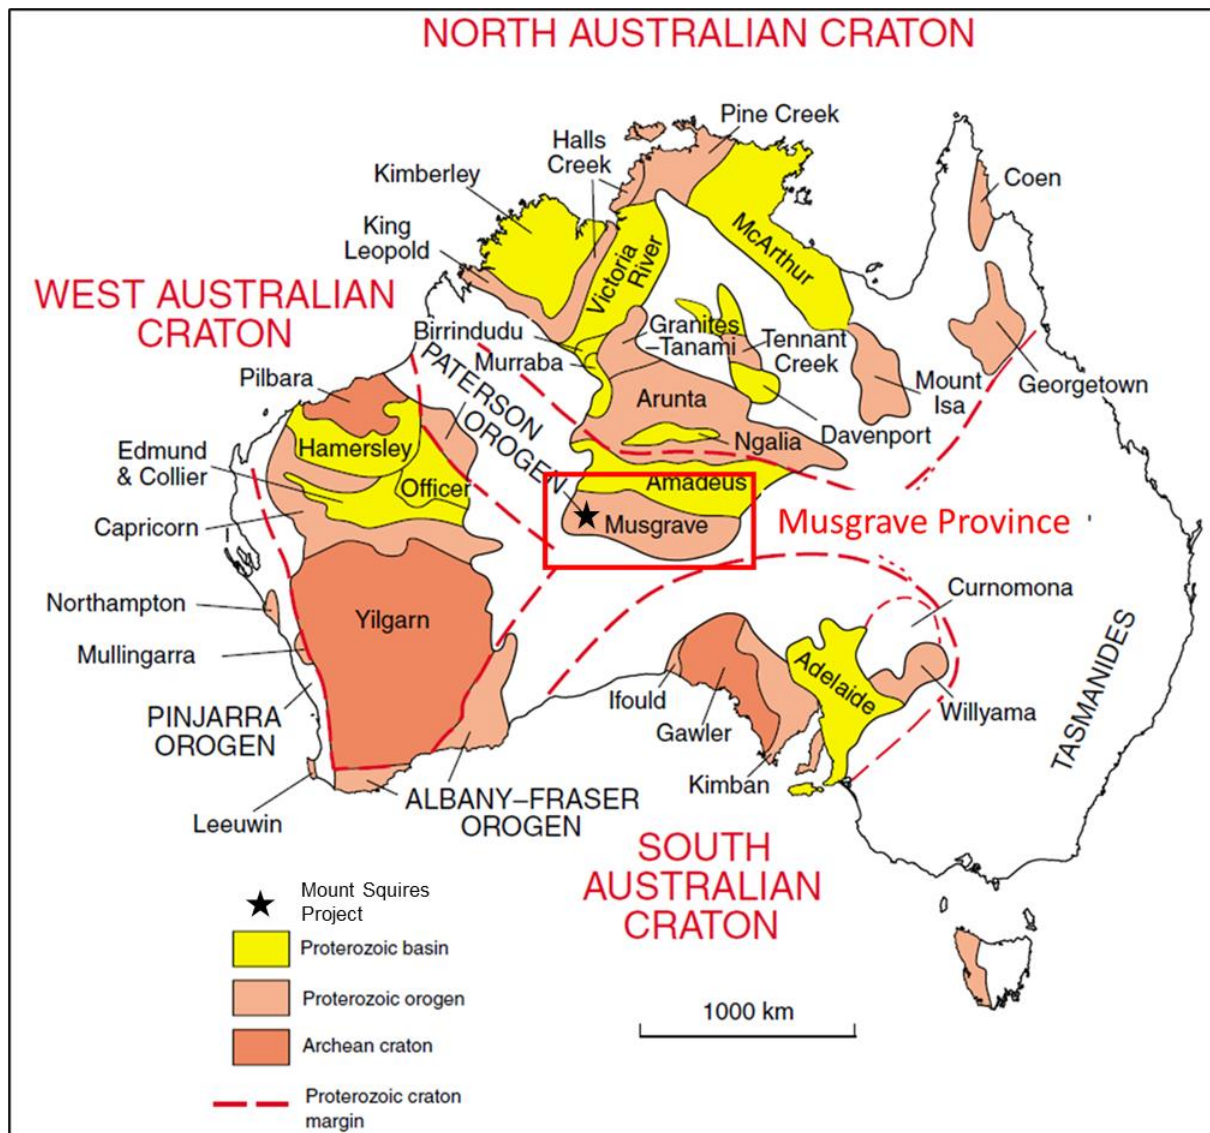 NORTH AUSTRALIAN CRATON
Pine Creek
Halls
Creek
Kimberley
Coen
King
Leopold
McArthur
Victoria
River
WEST AUSTRALIAN
CRATON
Birrindudu
Granites
–Tanami
Tennant
Creek
Murraba
PATERSON
OROGEN
Pilbara
Mount
Isa
Georgetown
Arunta
Davenport
Hamersley
Ngalia
Edmund
& Collier
Officer
Amadeus
Capricorn
Musgrave
Musgrave Province
Curnomona
Northampton
Yilgarn
Mullingarra
Adelaide
TASMANIDES
Ifould
Willyama
PINJARRA
OROGEN
Gawler
Kimban
ALBANY–FRASER
OROGEN
Leeuwin
SOUTH
AUSTRALIAN
CRATON
Mount Squires
Project
Proterozoic basin
Proterozoic orogen
1000 km
Archean craton
Proterozoic craton
margin